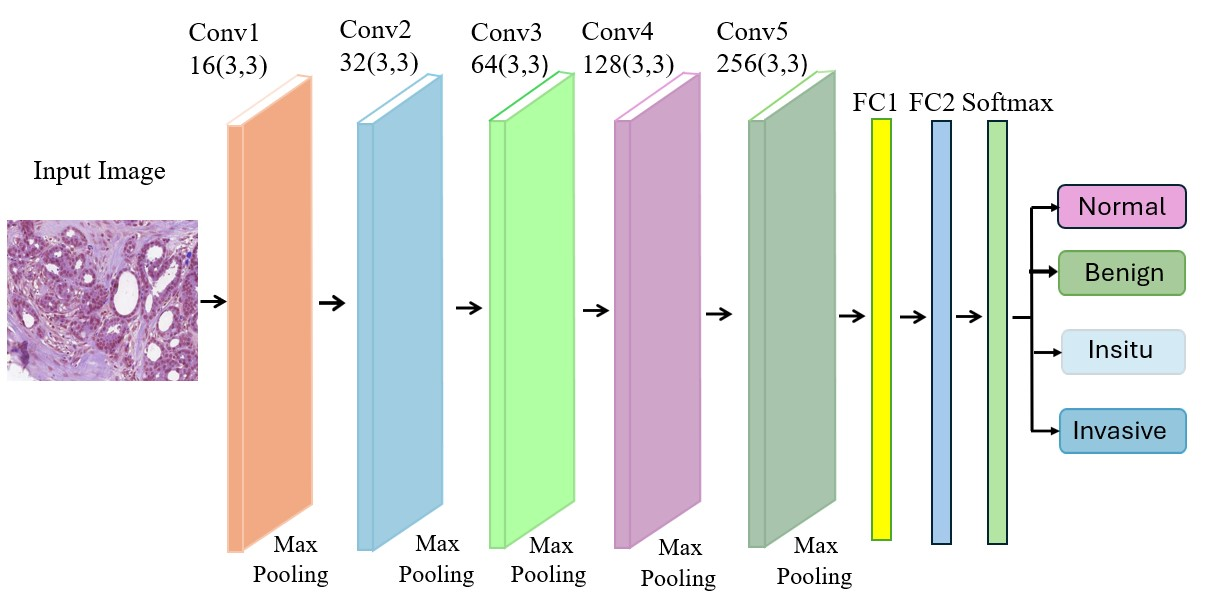 Conv1
16(3,3)
Conv2
32(3,3)
Conv3
64(3,3)
Conv4
128(3,3)
Conv5
256(3,3)
FC1 FC2 Softmax
Input Image
Normal
Benign
Insitu
Invasive
Max
Pooling
Max
Pooling
Max
Pooling
Max
Pooling
Max
Pooling